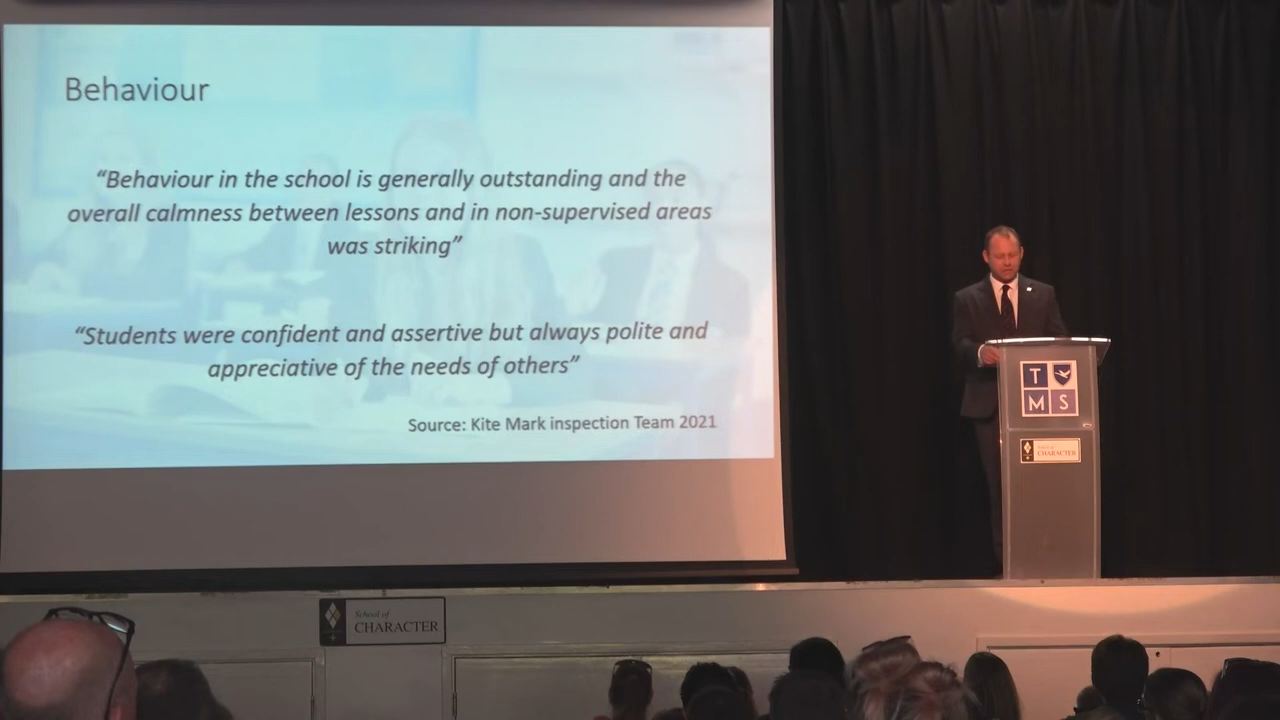 Behaviour
“Behaviour in the school is generally outstanding and the
overall calmness between lessons and in non-supervised areas
was striking”
“Students were confident and assertive but always polite and
appreciative of the needs of others”
Source: Kite Mark inspection Team 2021
T
M S
School of
CHARACTER
School of
CHARACTER